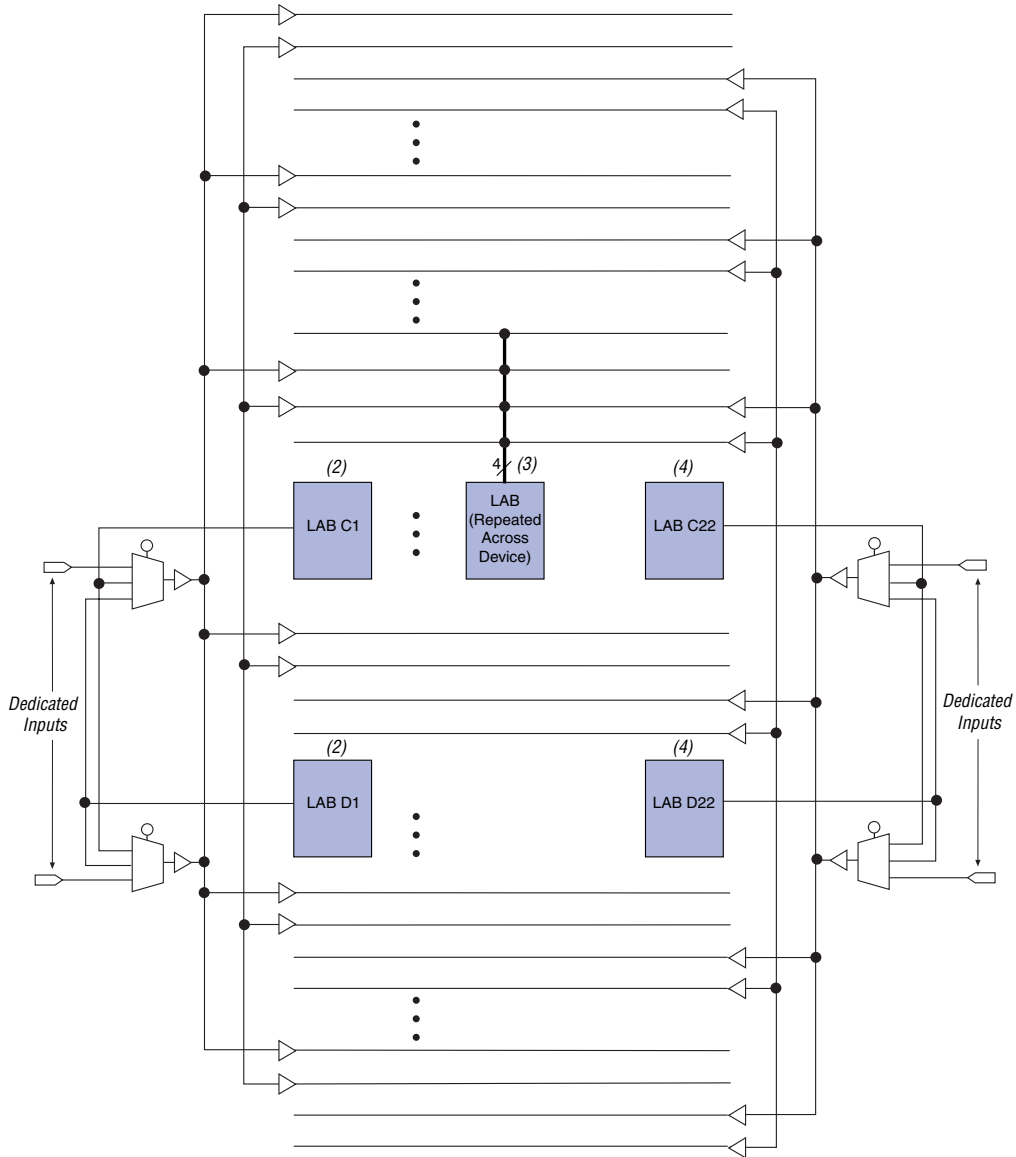 (2)
4
(3)
(4)
LAB C1
LAB
(Repeated
Across
Device)
LAB C22
Dedicated
Inputs
Dedicated
Inputs
(2)
(4)
LAB D1
LAB D22